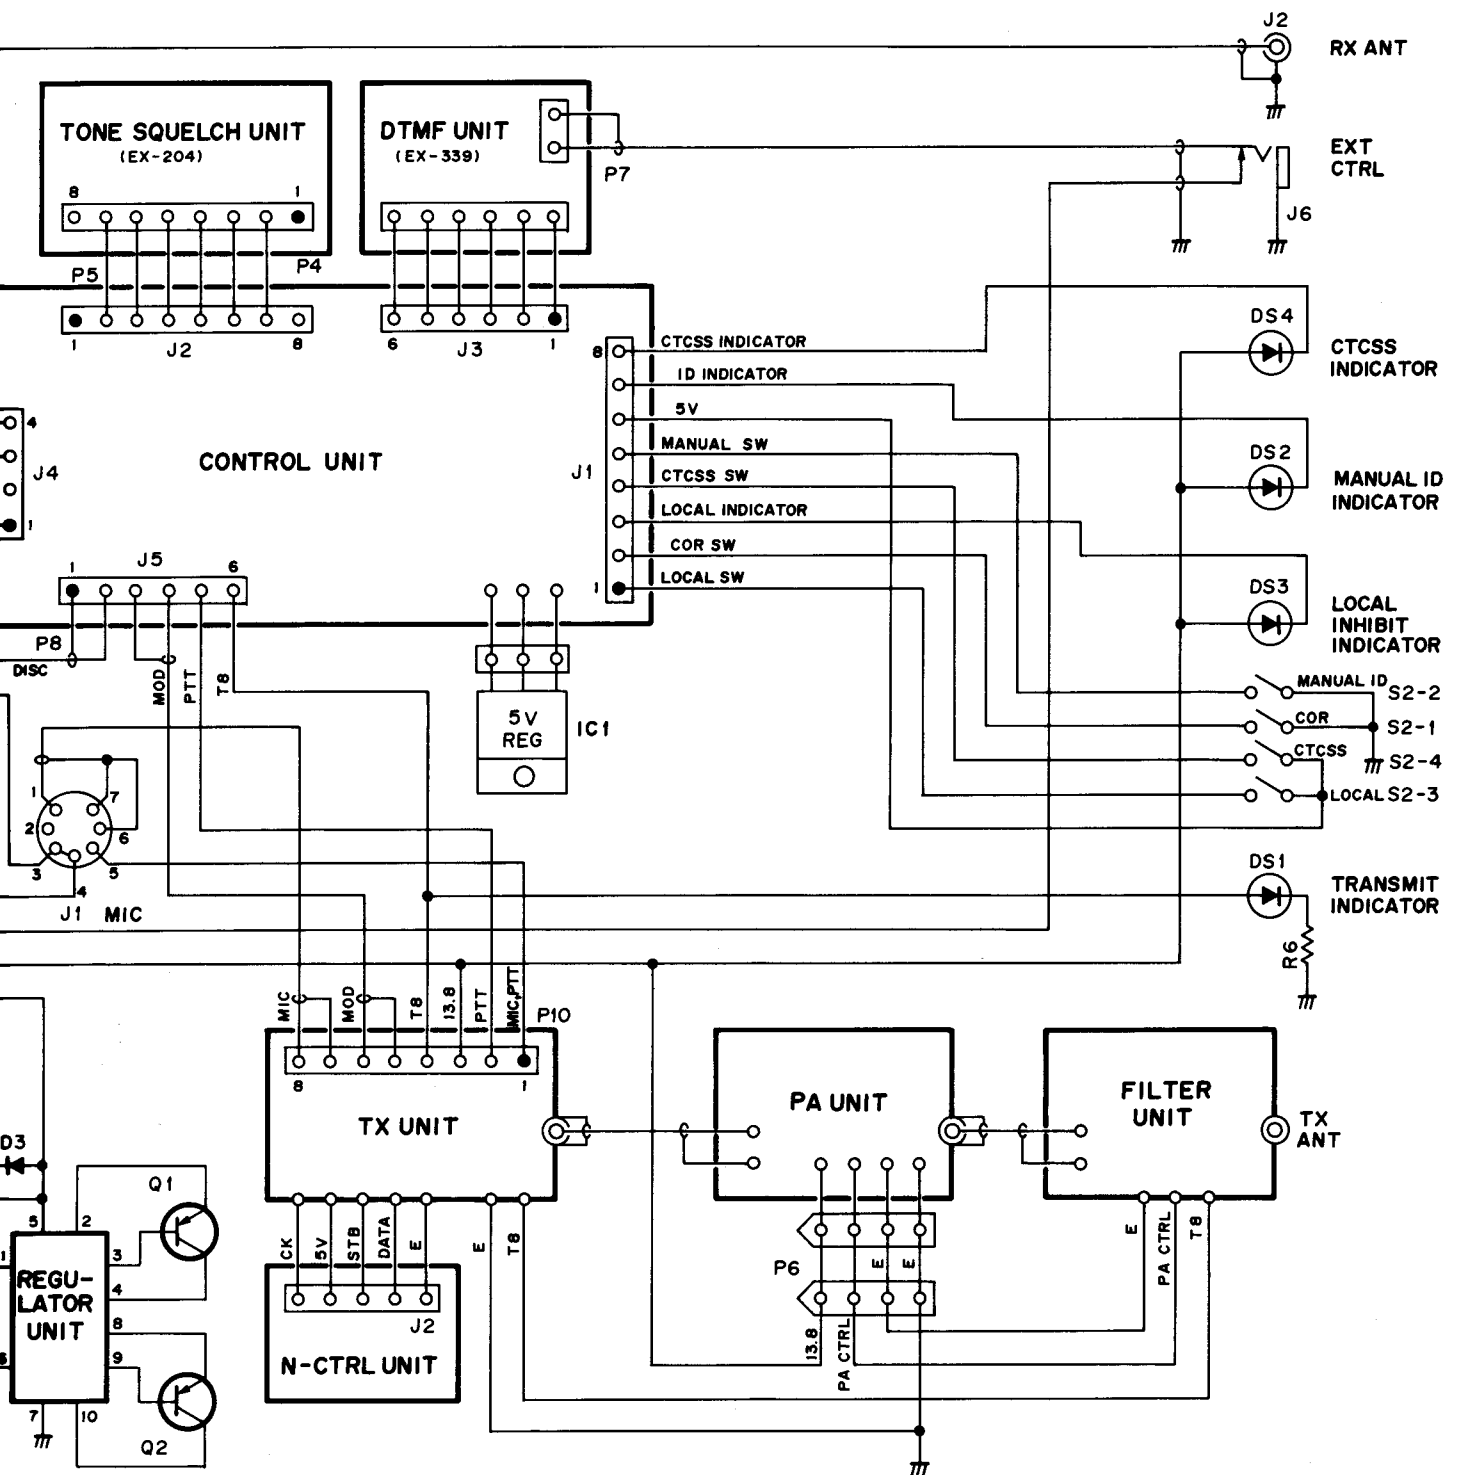 J2
RX ANT
TONE SQUELCH UNIT
(EX-204)
8
1
DTMF UNIT
(EX-339)
P7
EXT
CTRL
J6
P5
P4
1
J2
8
6
J3
1
DS4
CTCSS
INDICATOR
8
CTCSS INDICATOR
ID INDICATOR
5V
MANUAL SW
CTCSS SW
LOCAL INDICATOR
COR SW
1
LOCAL SW
J1
4
J4
1
CONTROL UNIT
DS2
MANUAL ID
INDICATOR
1
J5
6
DS3
LOCAL
INHIBIT
INDICATOR
P8
DISC
MOD
PTT
T8
5V
REG
IC1
MANUAL ID
S2-2
COR
S2-1
CTCSS
S2-4
LOCAL
S2-3
1
7
2
6
3
5
4
J1 MIC
DS1
TRANSMIT
INDICATOR
R6
MIC
MOD
T8
13.8
PTT
MIC,PTT
P10
8
1
TX UNIT
PA UNIT
FILTER
UNIT
TX
ANT
D3
Q1
5
2
1
3
4
REGU-
LATOR
UNIT
8
9
7
10
Q2
CK
5V
STB
DATA
E
E
T8
J2
N-CTRL UNIT
P6
E
E
13.8
PA CTRL
E
PA CTRL
T8